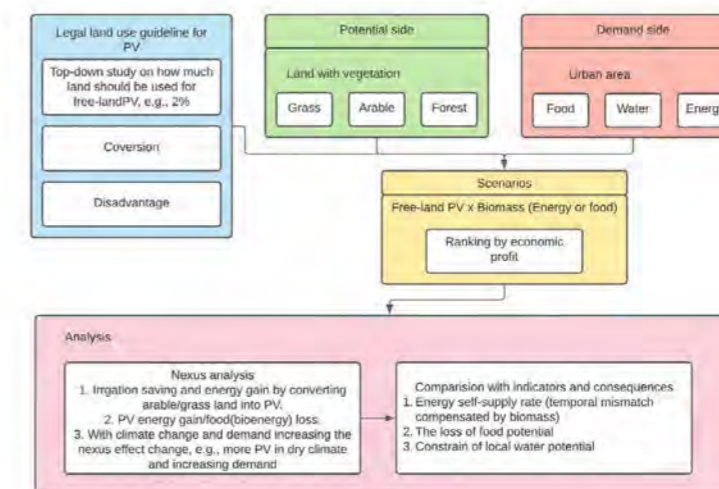 Legal land use guideline for
PV
Top-down study on how much
land should be used for
free-landPV, e.g., 2%
Coversion
Disadvantage
Potential side
Land with vegetation
Grass
Arable
Forest
Demand side
Urban area
Food
Water
Energ
Scenarios
Free-land PV x Biomass (Energy or food)
Ranking by economic
profit
Analysis
Nexus analysis
1. Irrgation saving and energy gain by converting
arable/grass land into PV.
2. PV energy gain/food(bioenergy) loss.
3. With climate change and demand increasing the
nexus effect change, e.g., more PV in dry climate
and increasing demand
Comparision with indicators and consequences
1. Energy self-supply rate (temporal mismatch
compensated by biomass)
2. The loss of food potential
3. Constrain of local water potential